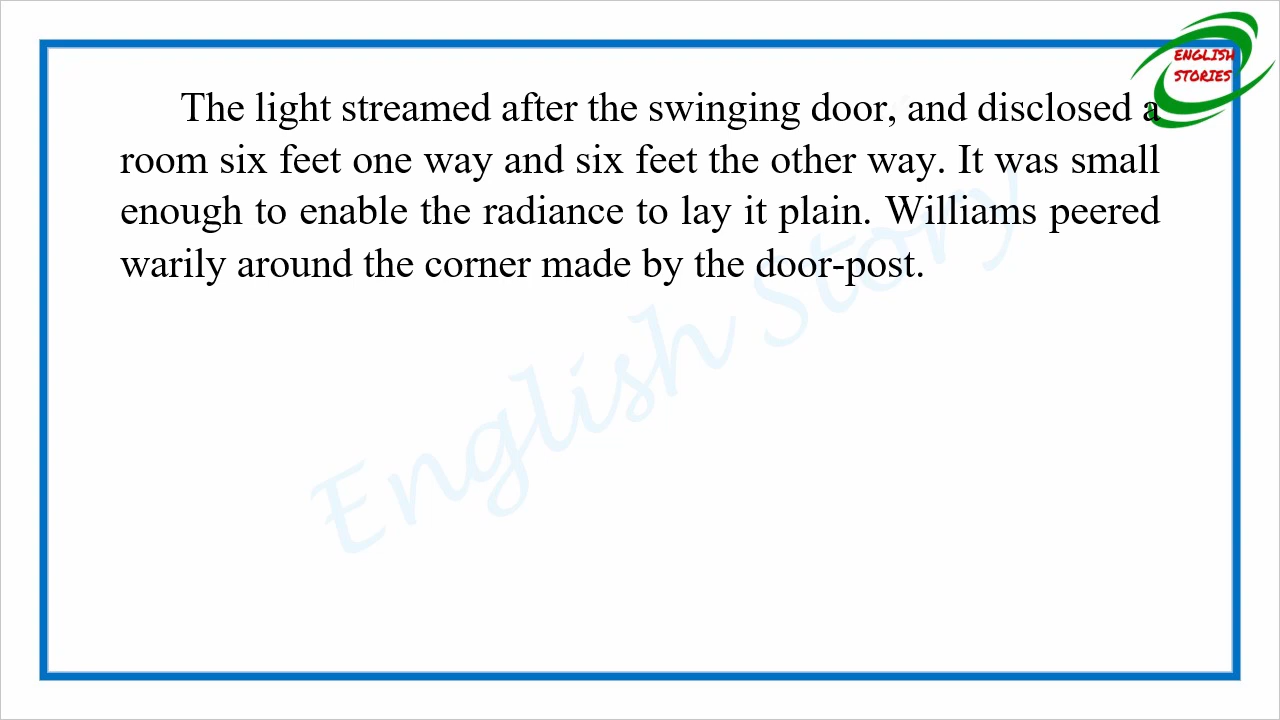 ENGLISH
STORIES
The light streamed after the swinging door, and disclosed a
room six feet one way and six feet the other way. It was small
enough to enable the radiance to lay it plain. Williams peered
warily around the corner made by the door-post.
English Story